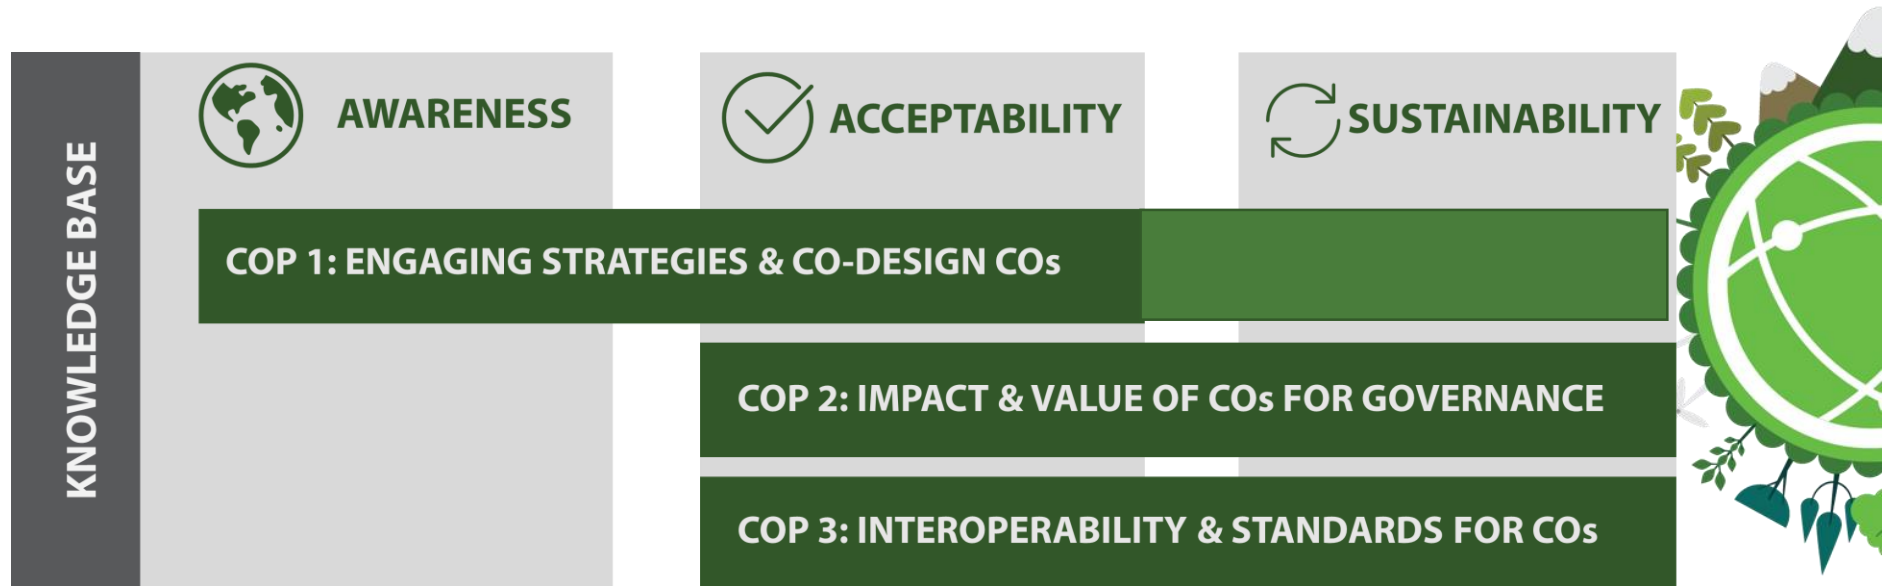 KNOWLEDGE BASE
AWARENESS
ACCEPTABILITY
SUSTAINABILITY
COP 1: ENGAGING STRATEGIES & CO-DESIGN COs
COP 2: IMPACT & VALUE OF COs FOR GOVERNANCE
COP 3: INTEROPERABILITY & STANDARDS FOR COs